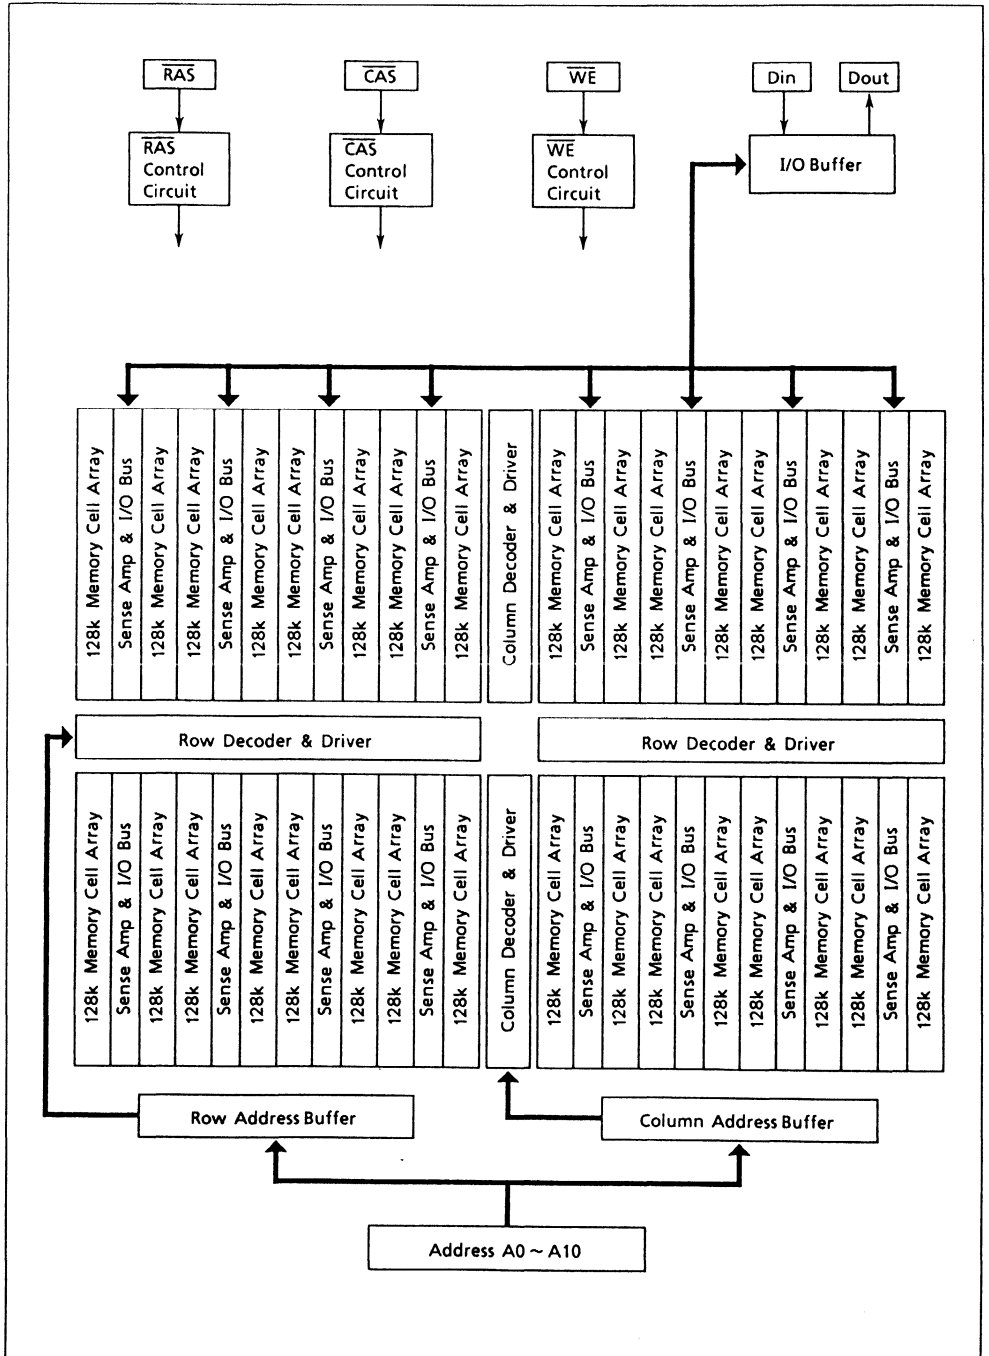 RAS
CAS
WE
Din
Dout
RAS
Control
Circuit
CAS
Control
Circuit
WE
Control
Circuit
I/O Buffer
128k Memory Cell Array
Sense Amp & I/O Bus
128k Memory Cell Array
128k Memory Cell Array
Sense Amp & I/O Bus
128k Memory Cell Array
128k Memory Cell Array
Sense Amp & I/O Bus
128k Memory Cell Array
128k Memory Cell Array
Sense Amp & I/O Bus
128k Memory Cell Array
Column Decoder & Driver
128k Memory Cell Array
Sense Amp & I/O Bus
128k Memory Cell Array
128k Memory Cell Array
Sense Amp & I/O Bus
128k Memory Cell Array
128k Memory Cell Array
Sense Amp & I/O Bus
128k Memory Cell Array
128k Memory Cell Array
Sense Amp & I/O Bus
128k Memory Cell Array
Row Decoder & Driver
Row Decoder & Driver
128k Memory Cell Array
Sense Amp & I/O Bus
128k Memory Cell Array
128k Memory Cell Array
Sense Amp & I/O Bus
128k Memory Cell Array
128k Memory Cell Array
Sense Amp & I/O Bus
128k Memory Cell Array
128k Memory Cell Array
Sense Amp & I/O Bus
128k Memory Cell Array
Column Decoder & Driver
128k Memory Cell Array
Sense Amp & I/O Bus
128k Memory Cell Array
128k Memory Cell Array
Sense Amp & I/O Bus
128k Memory Cell Array
128k Memory Cell Array
Sense Amp & I/O Bus
128k Memory Cell Array
128k Memory Cell Array
Sense Amp & I/O Bus
128k Memory Cell Array
Row Address Buffer
Column Address Buffer
Address A0 ~ A10